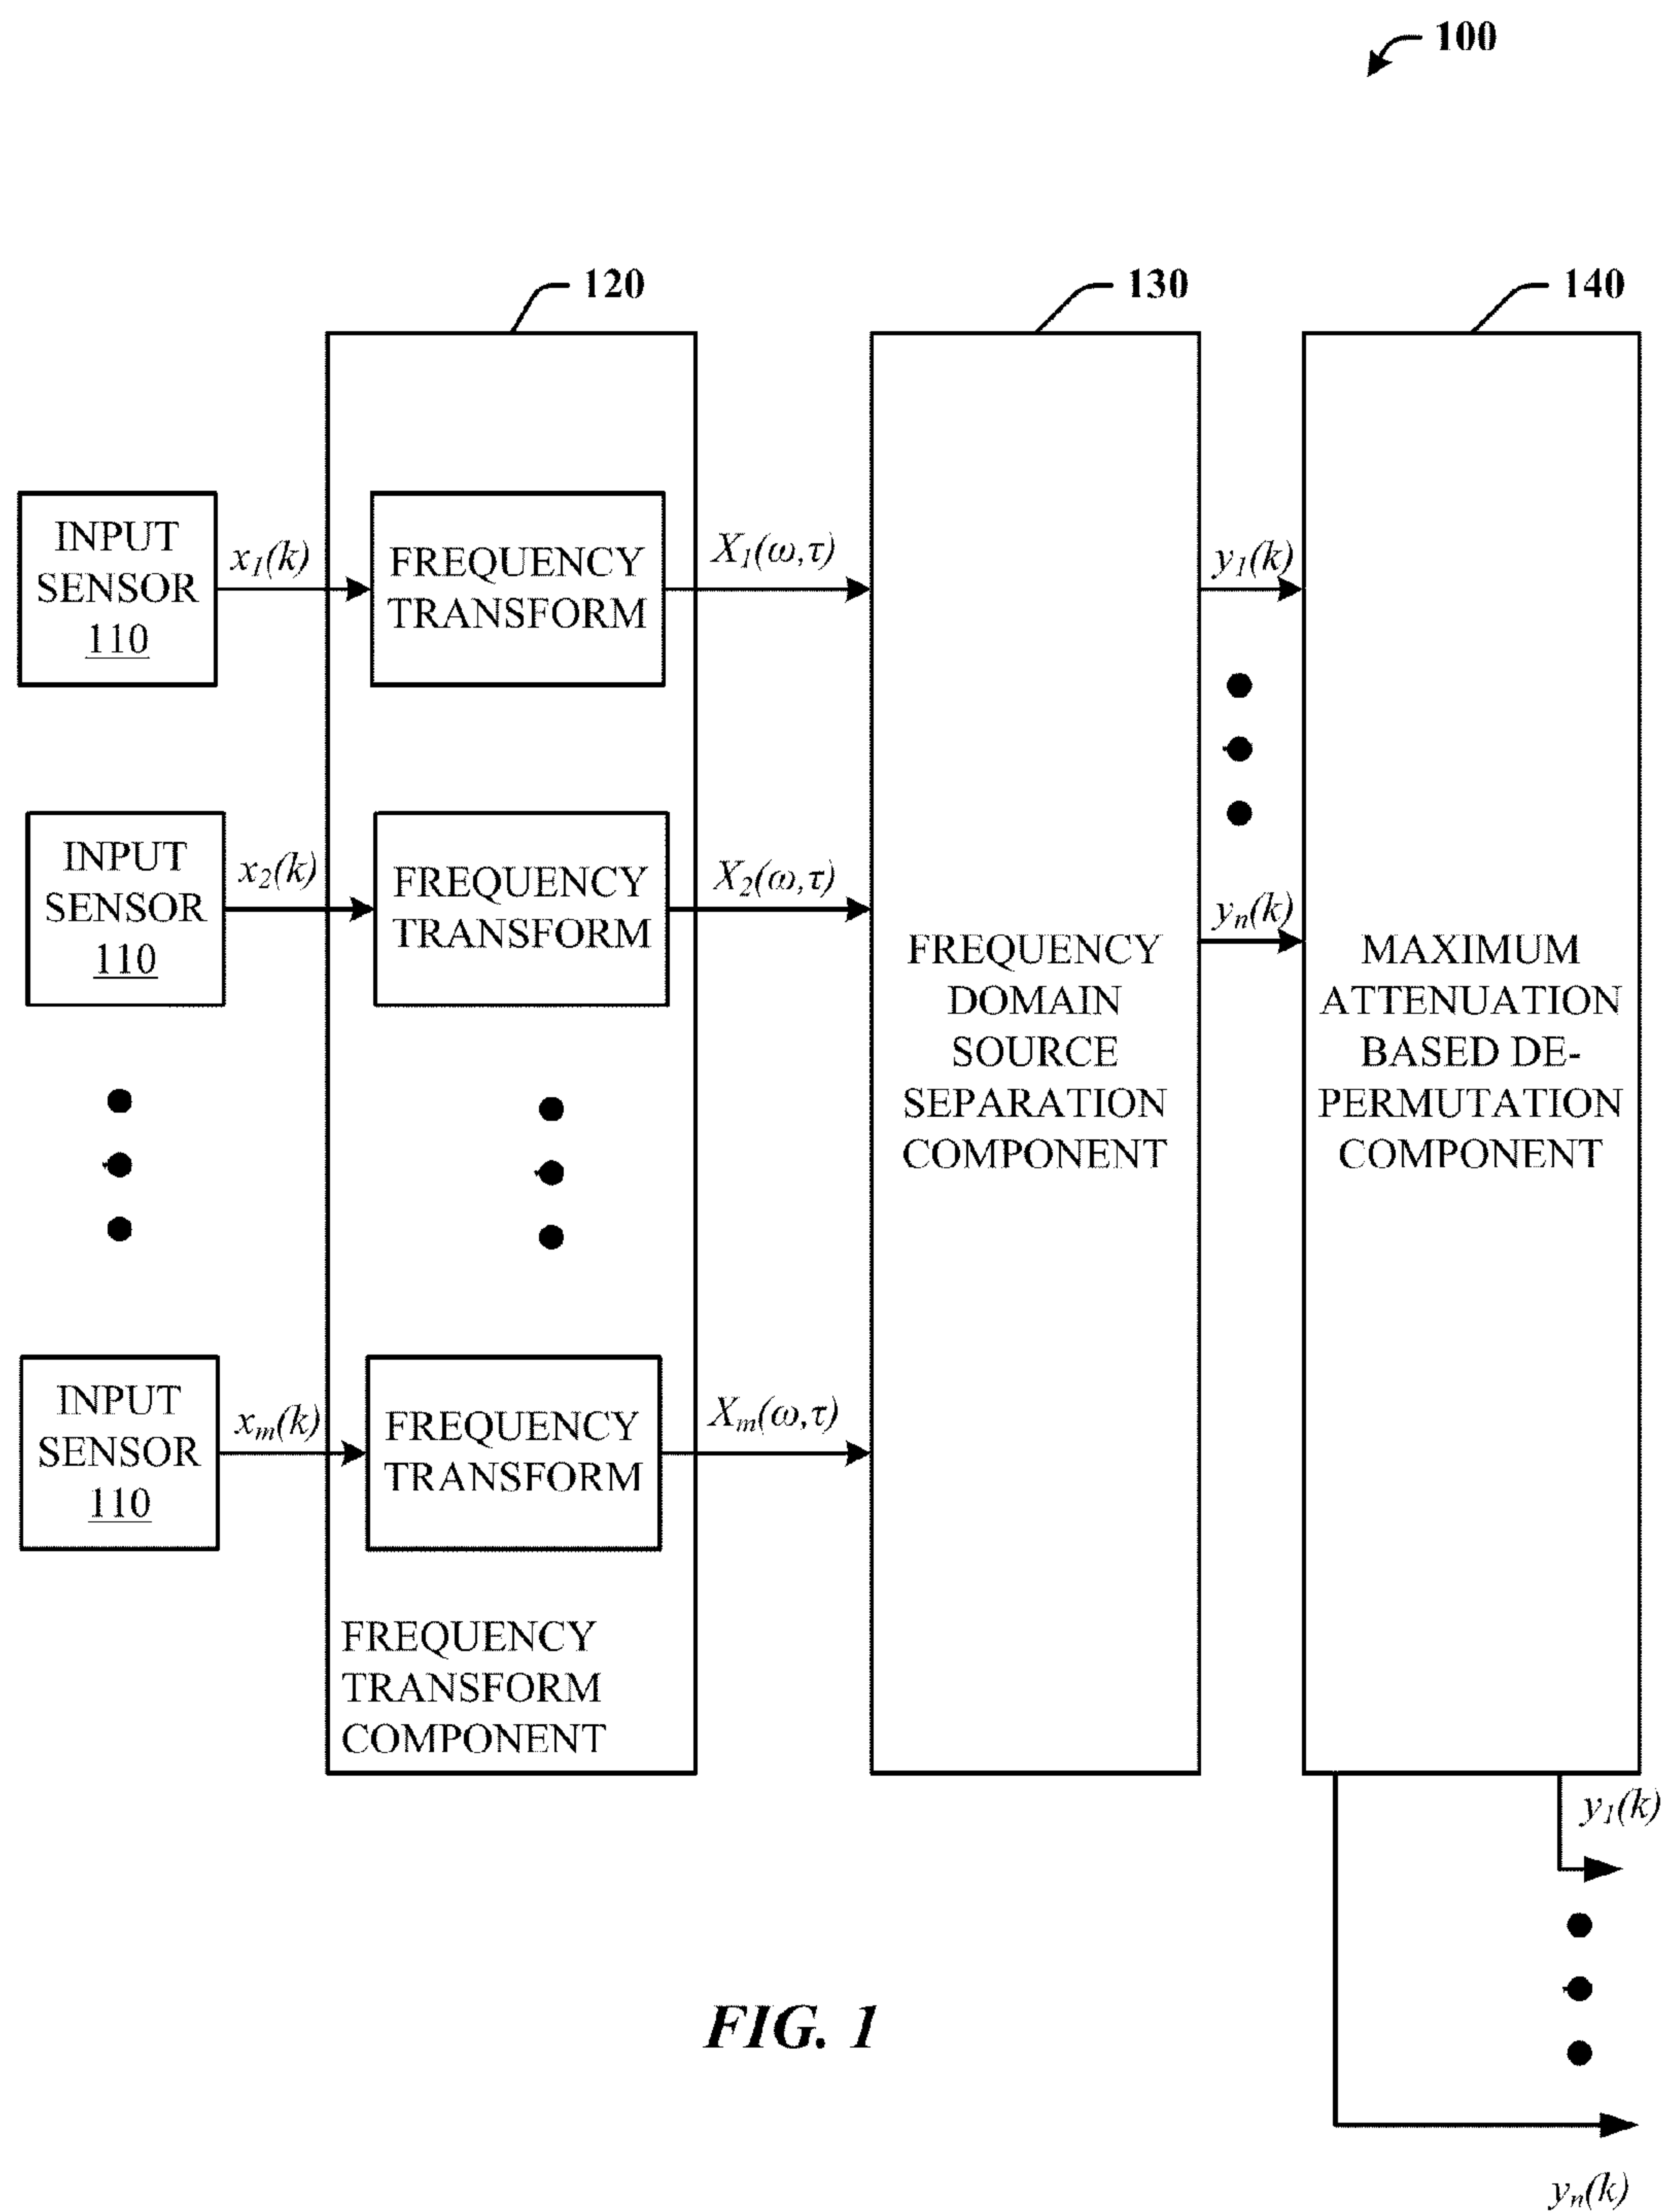 100
120
130
140
INPUT
SENSOR
110
x₁(k)
FREQUENCY
TRANSFORM
X₁(ω,τ)
y₁(k)
INPUT
SENSOR
110
x₂(k)
FREQUENCY
TRANSFORM
X₂(ω,τ)
yₙ(k)
FREQUENCY
DOMAIN
SOURCE
SEPARATION
COMPONENT
MAXIMUM
ATTENUATION
BASED DE-
PERMUTATION
COMPONENT
INPUT
SENSOR
110
xₘ(k)
FREQUENCY
TRANSFORM
Xₘ(ω,τ)
FREQUENCY
TRANSFORM
COMPONENT
y₁(k)
FIG. 1
yₙ(k)